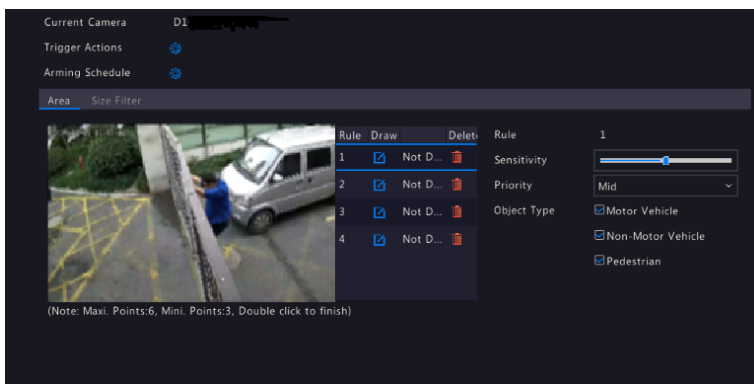 Current Camera D1
Trigger Actions
Arming Schedule
Area Size Filter
Rule Draw Delet
1 Not D...
2 Not D...
3 Not D...
4 Not D...
Rule 1
Sensitivity
Priority Mid
Object Type Motor Vehicle
Non-Motor Vehicle
Pedestrian
(Note: Maxi. Points:6, Mini. Points:3, Double click to finish)